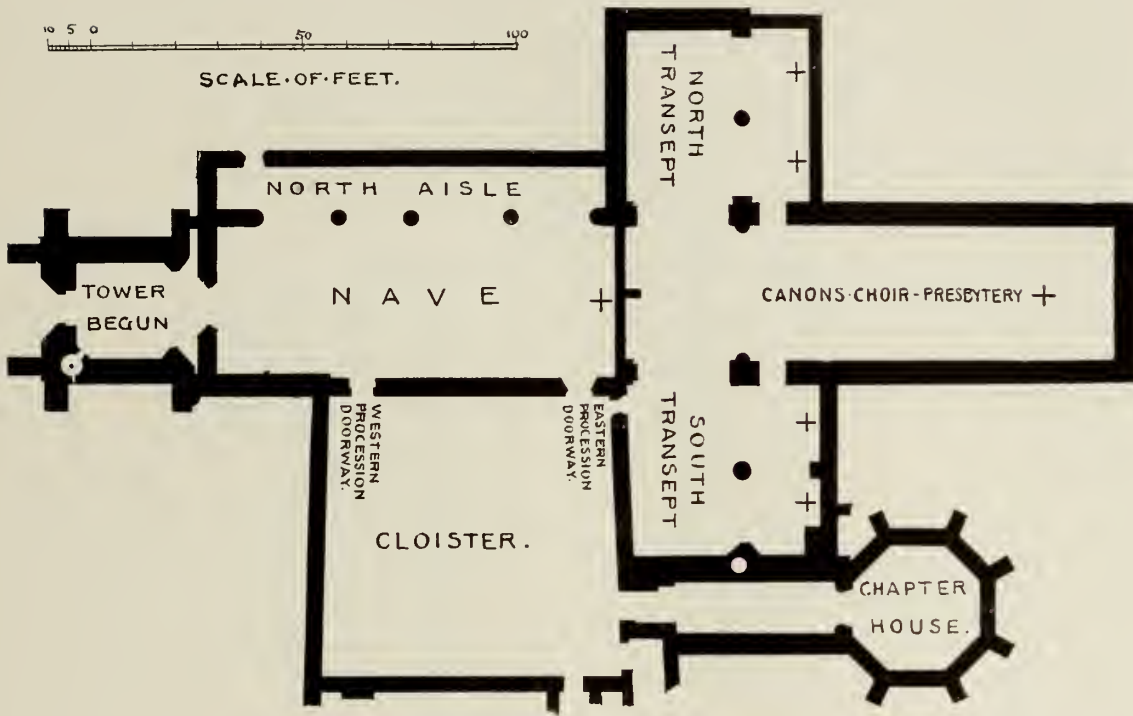 10 5 0 50 100
SCALE·OF·FEET.
NORTH
TRANSEPT
NORTH AISLE
TOWER
BEGUN
NAVE
CANONS·CHOIR-PRESBYTERY
WESTERN
PROCESSION
DOORWAY.
EASTERN
PROCESSION
DOORWAY.
SOUTH
TRANSEPT
CLOISTER.
CHAPTER
HOUSE.